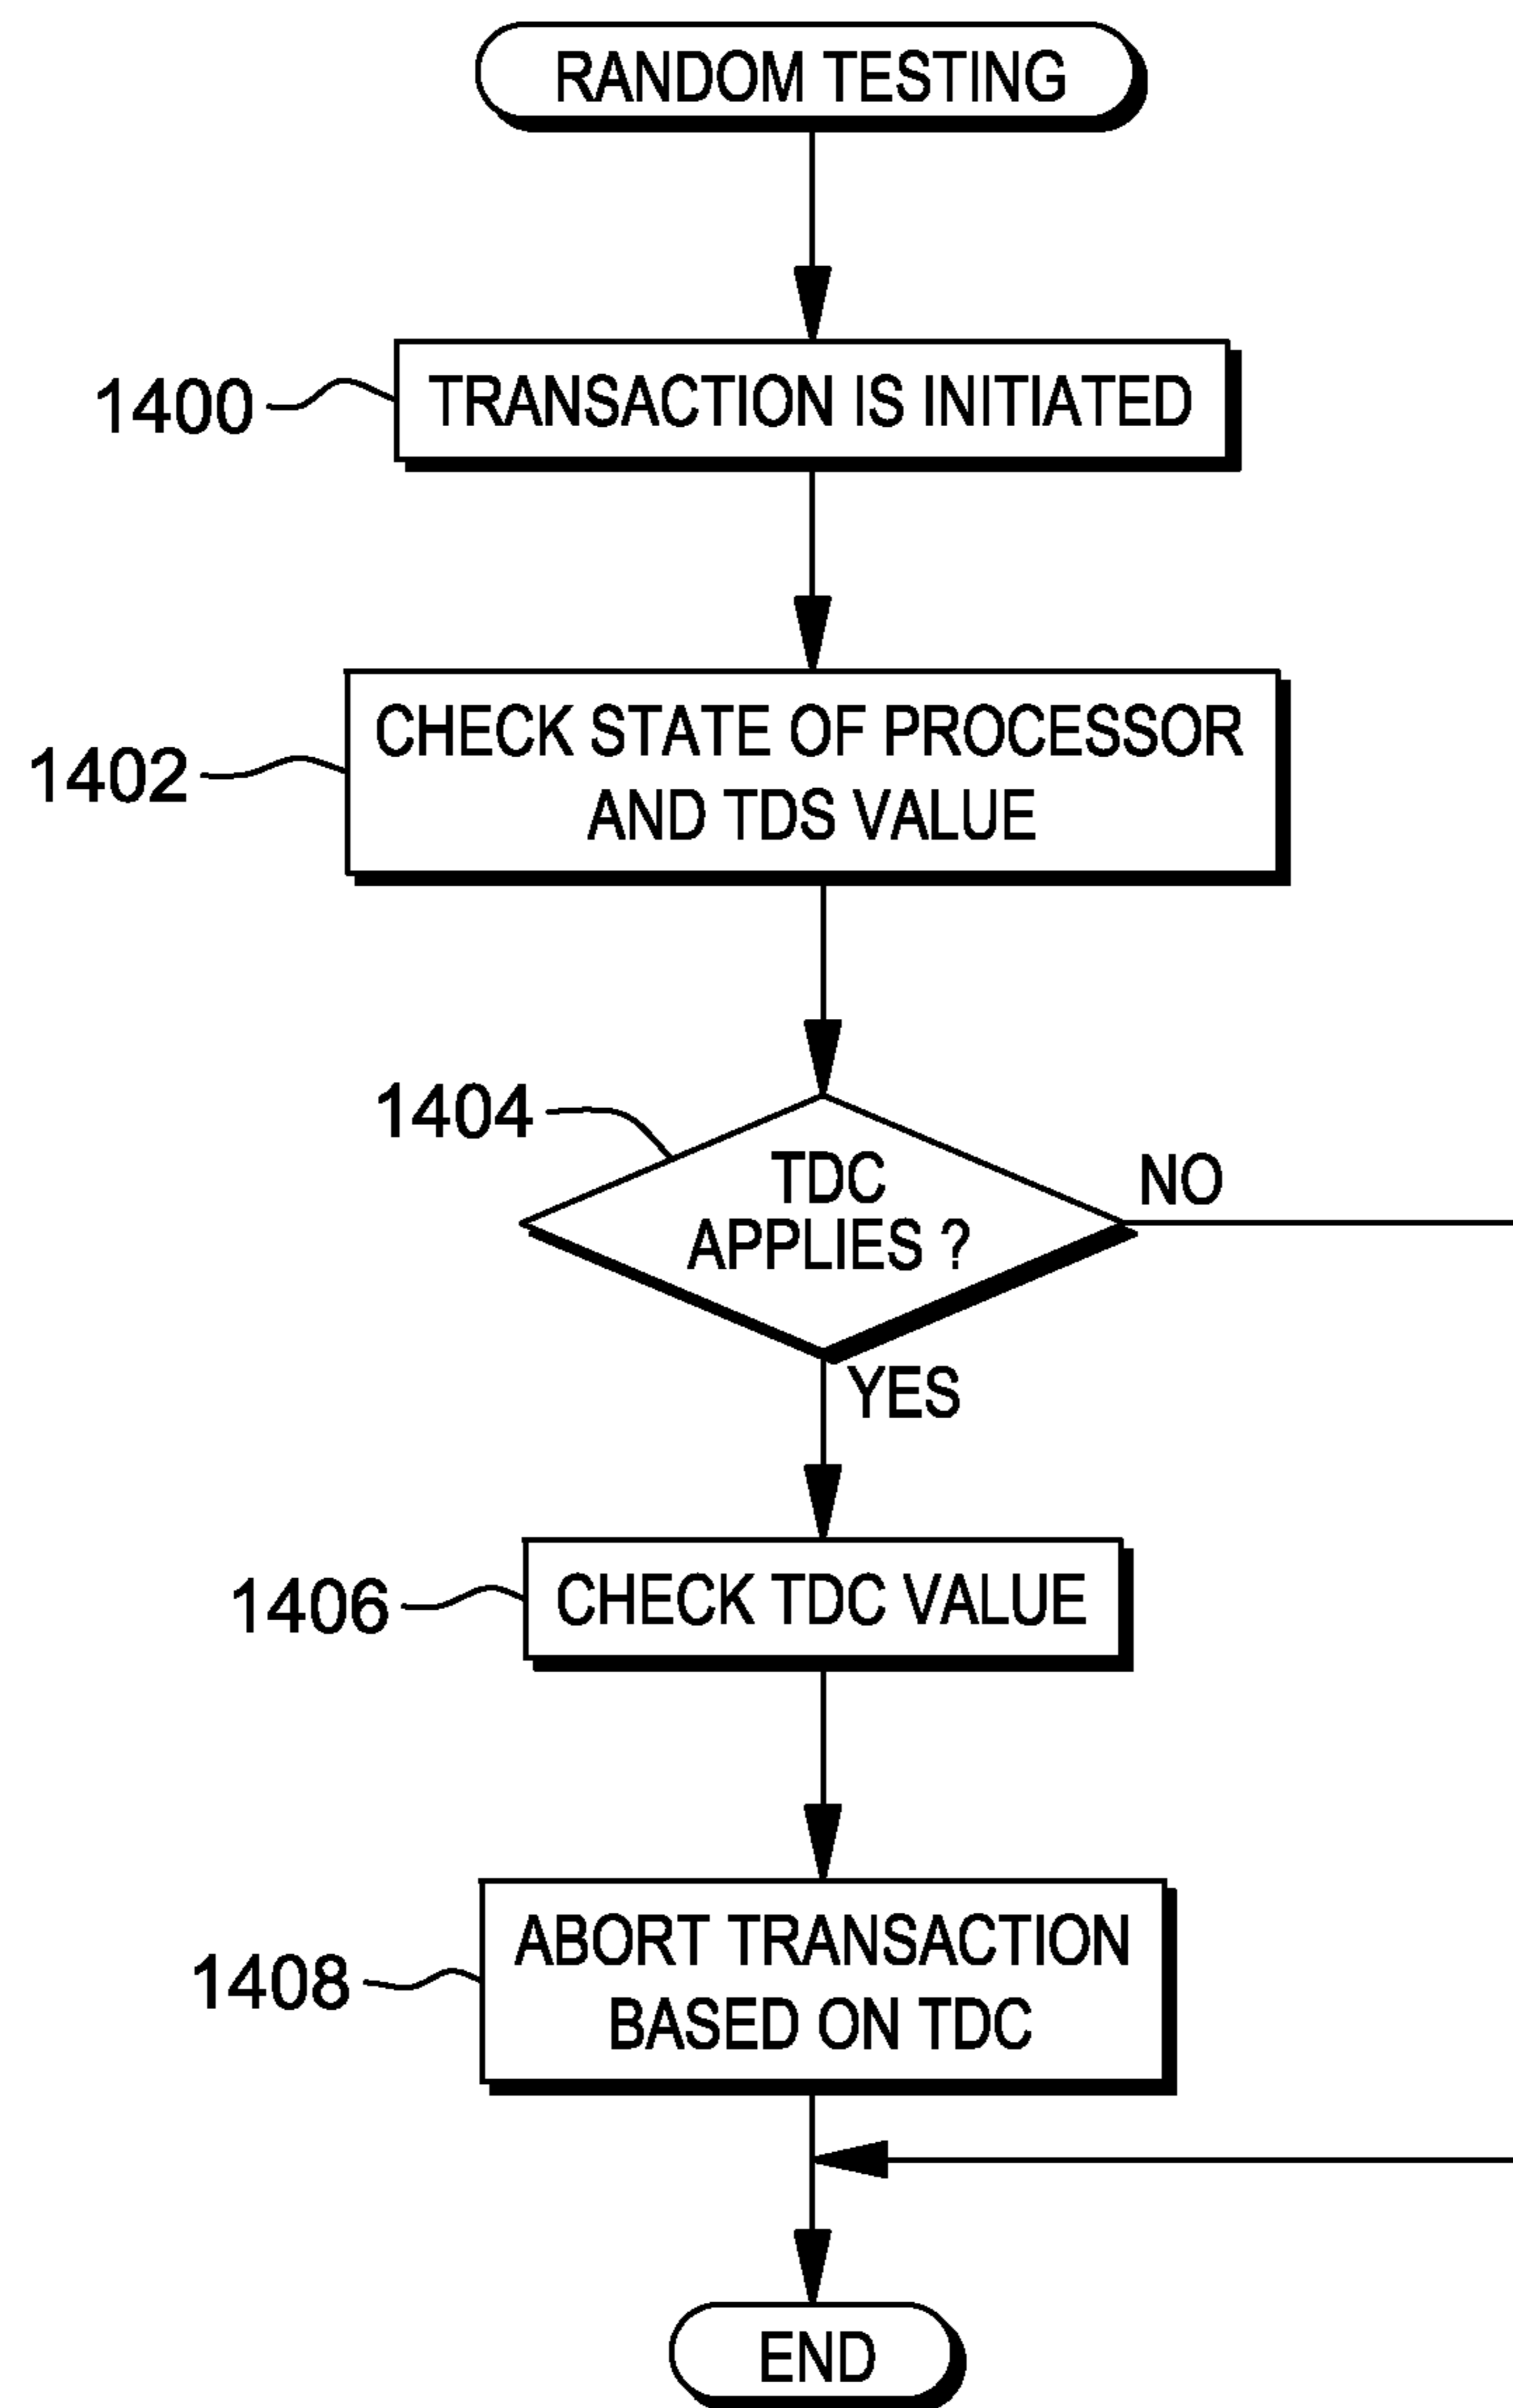 RANDOM TESTING
1400
TRANSACTION IS INITIATED
1402
CHECK STATE OF PROCESSOR
AND TDS VALUE
1404
TDC
APPLIES ?
NO
YES
1406
CHECK TDC VALUE
1408
ABORT TRANSACTION
BASED ON TDC
END